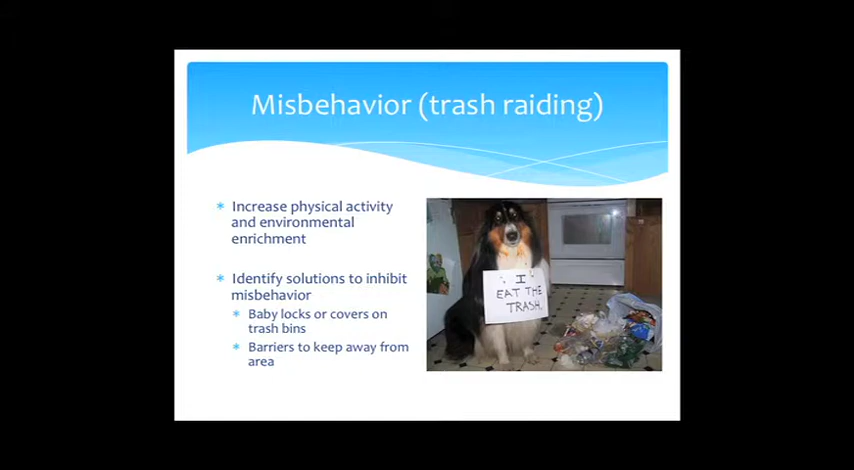 Misbehavior (trash raiding)
* Increase physical activity
and environmental
enrichment
* Identify solutions to inhibit
misbehavior
* Baby locks or covers on
trash bins
* Barriers to keep away from
area
I
EAT THE
TRASH.